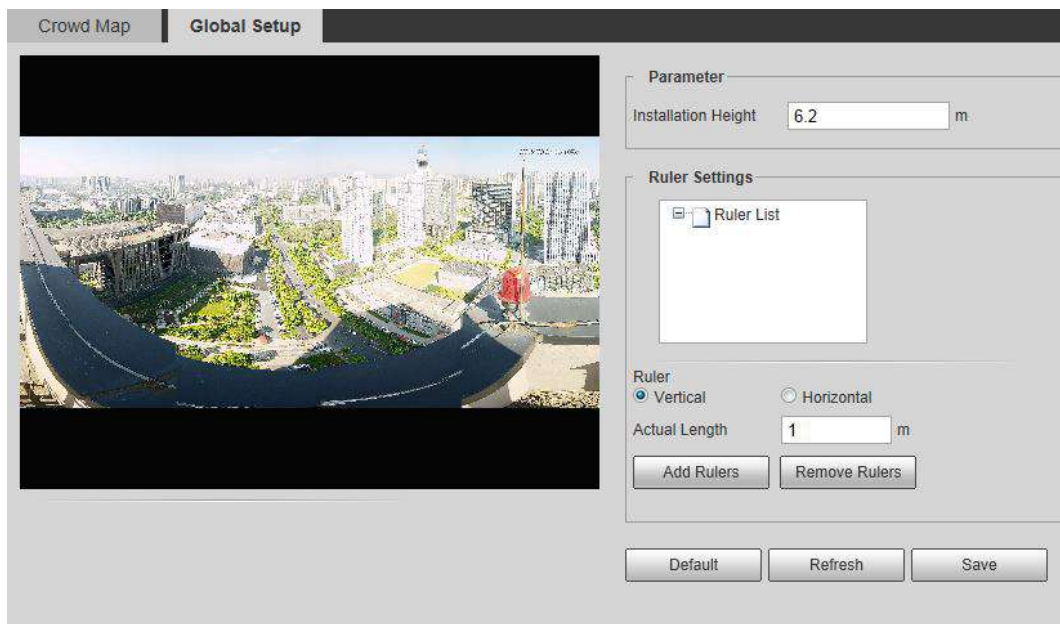 Crowd Map Global Setup
Parameter
Installation Height 6.2 m
Ruler Settings
Ruler List
Ruler
Vertical Horizontal
Actual Length 1 m
Add Rulers Remove Rulers
Default Refresh Save